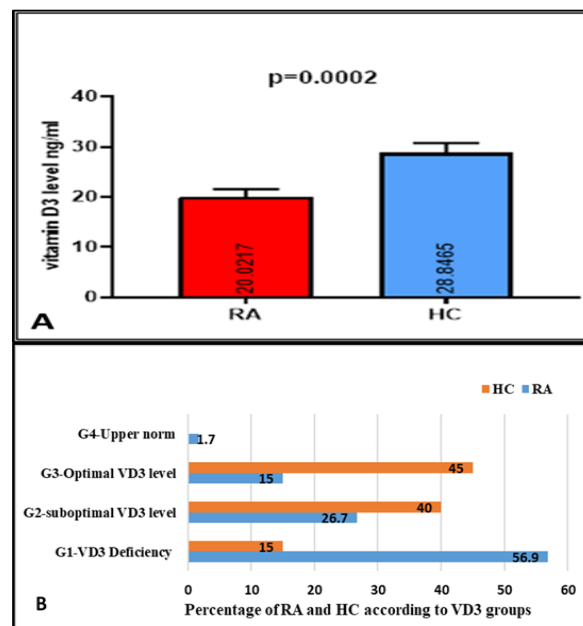 p=0.0002
vitamin D3 level ng/ml
40
30
20
10
0
20.0217
28.8465
RA
HC
A
HC
RA
G4-Upper norm
1.7
G3-Optimal VD3 level
45
15
G2-suboptimal VD3 level
40
26.7
G1-VD3 Deficiency
15
56.9
0 10 20 30 40 50 60
Percentage of RA and HC according to VD3 groups
B